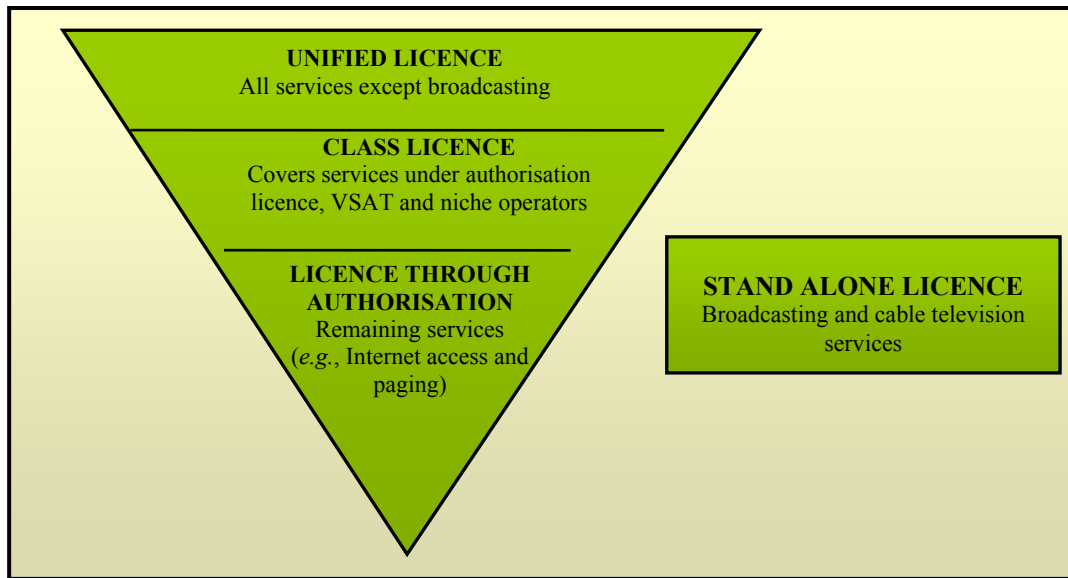 UNIFIED LICENCE
All services except broadcasting
CLASS LICENCE
Covers services under authorisation
licence, VSAT and niche operators
LICENCE THROUGH
AUTHORISATION
Remaining services
(e.g., Internet access and
paging)
STAND ALONE LICENCE
Broadcasting and cable television
services